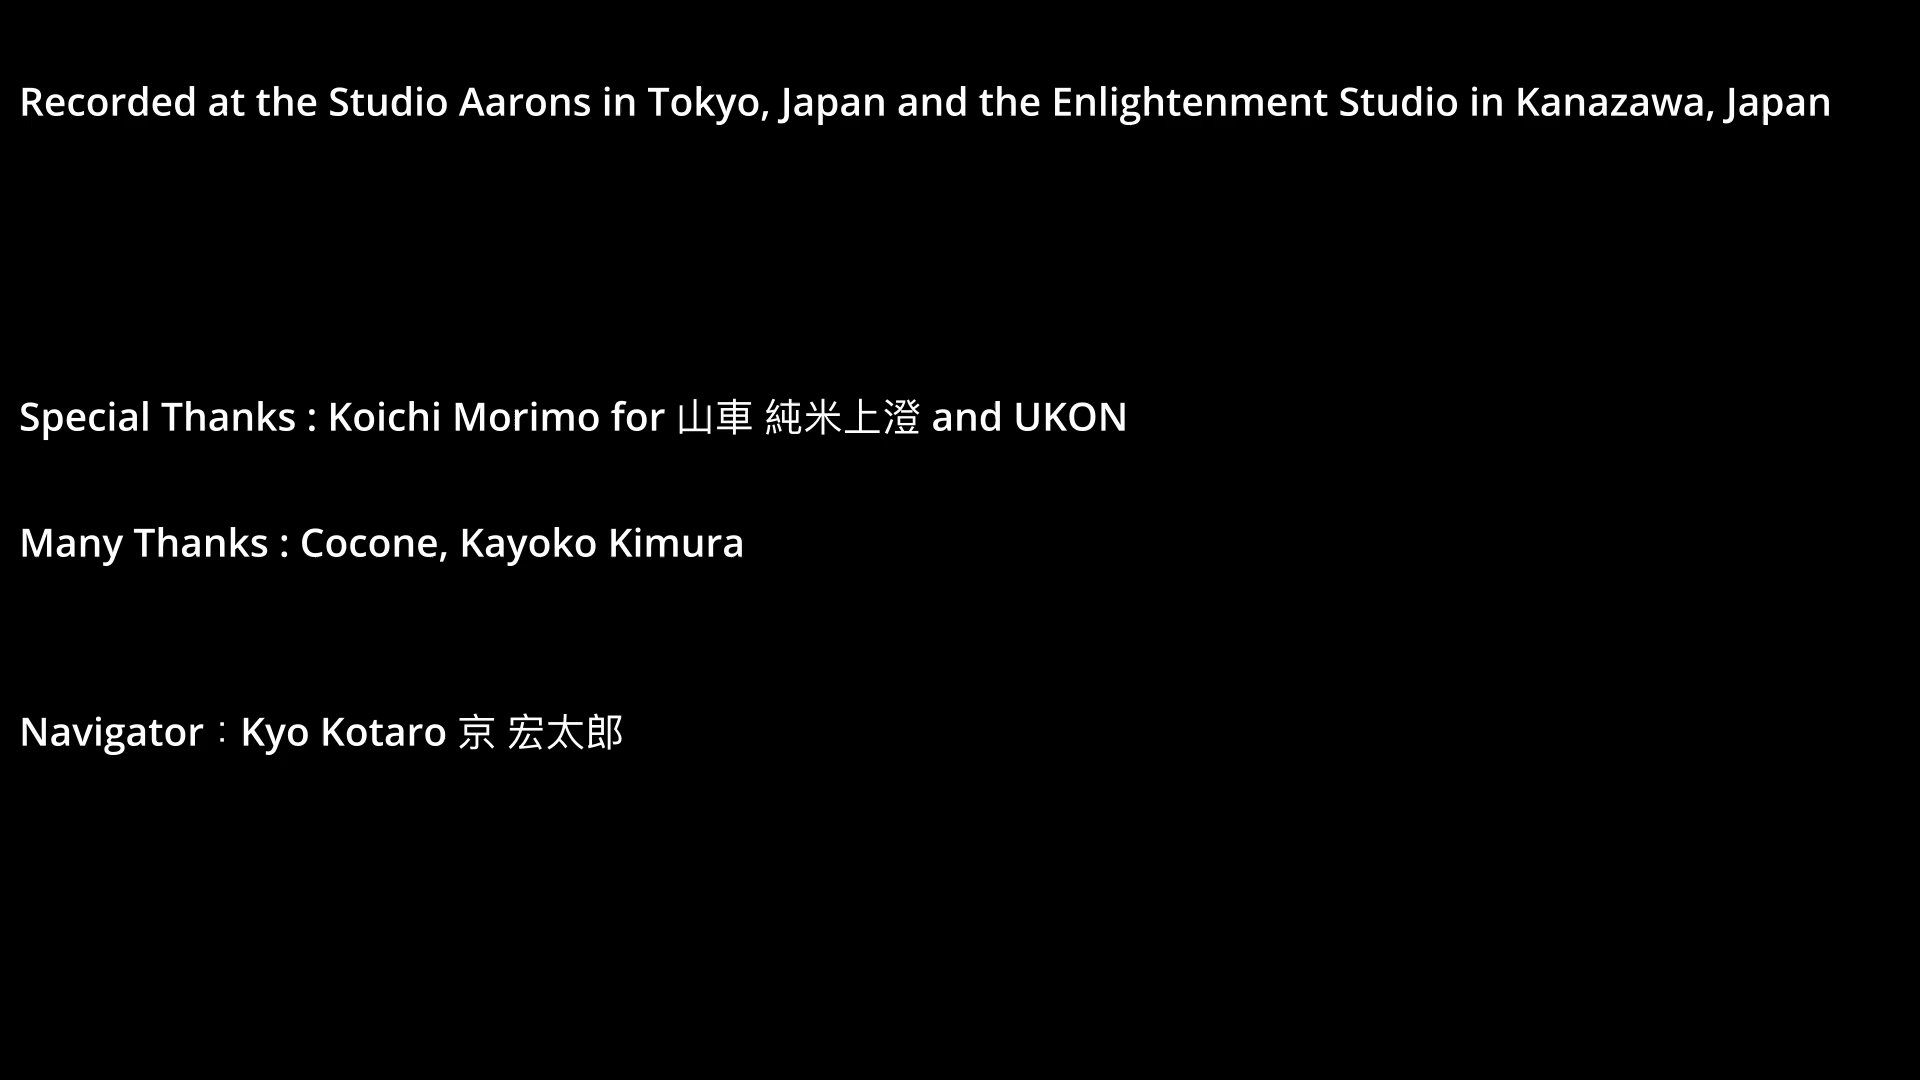 Recorded at the Studio Aarons in Tokyo, Japan and the Enlightenment Studio in Kanazawa, Japan
Special Thanks : Koichi Morimo for 山車 純米上澄 and UKON
Many Thanks : Cocone, Kayoko Kimura
Navigator：Kyo Kotaro 京 宏太郎